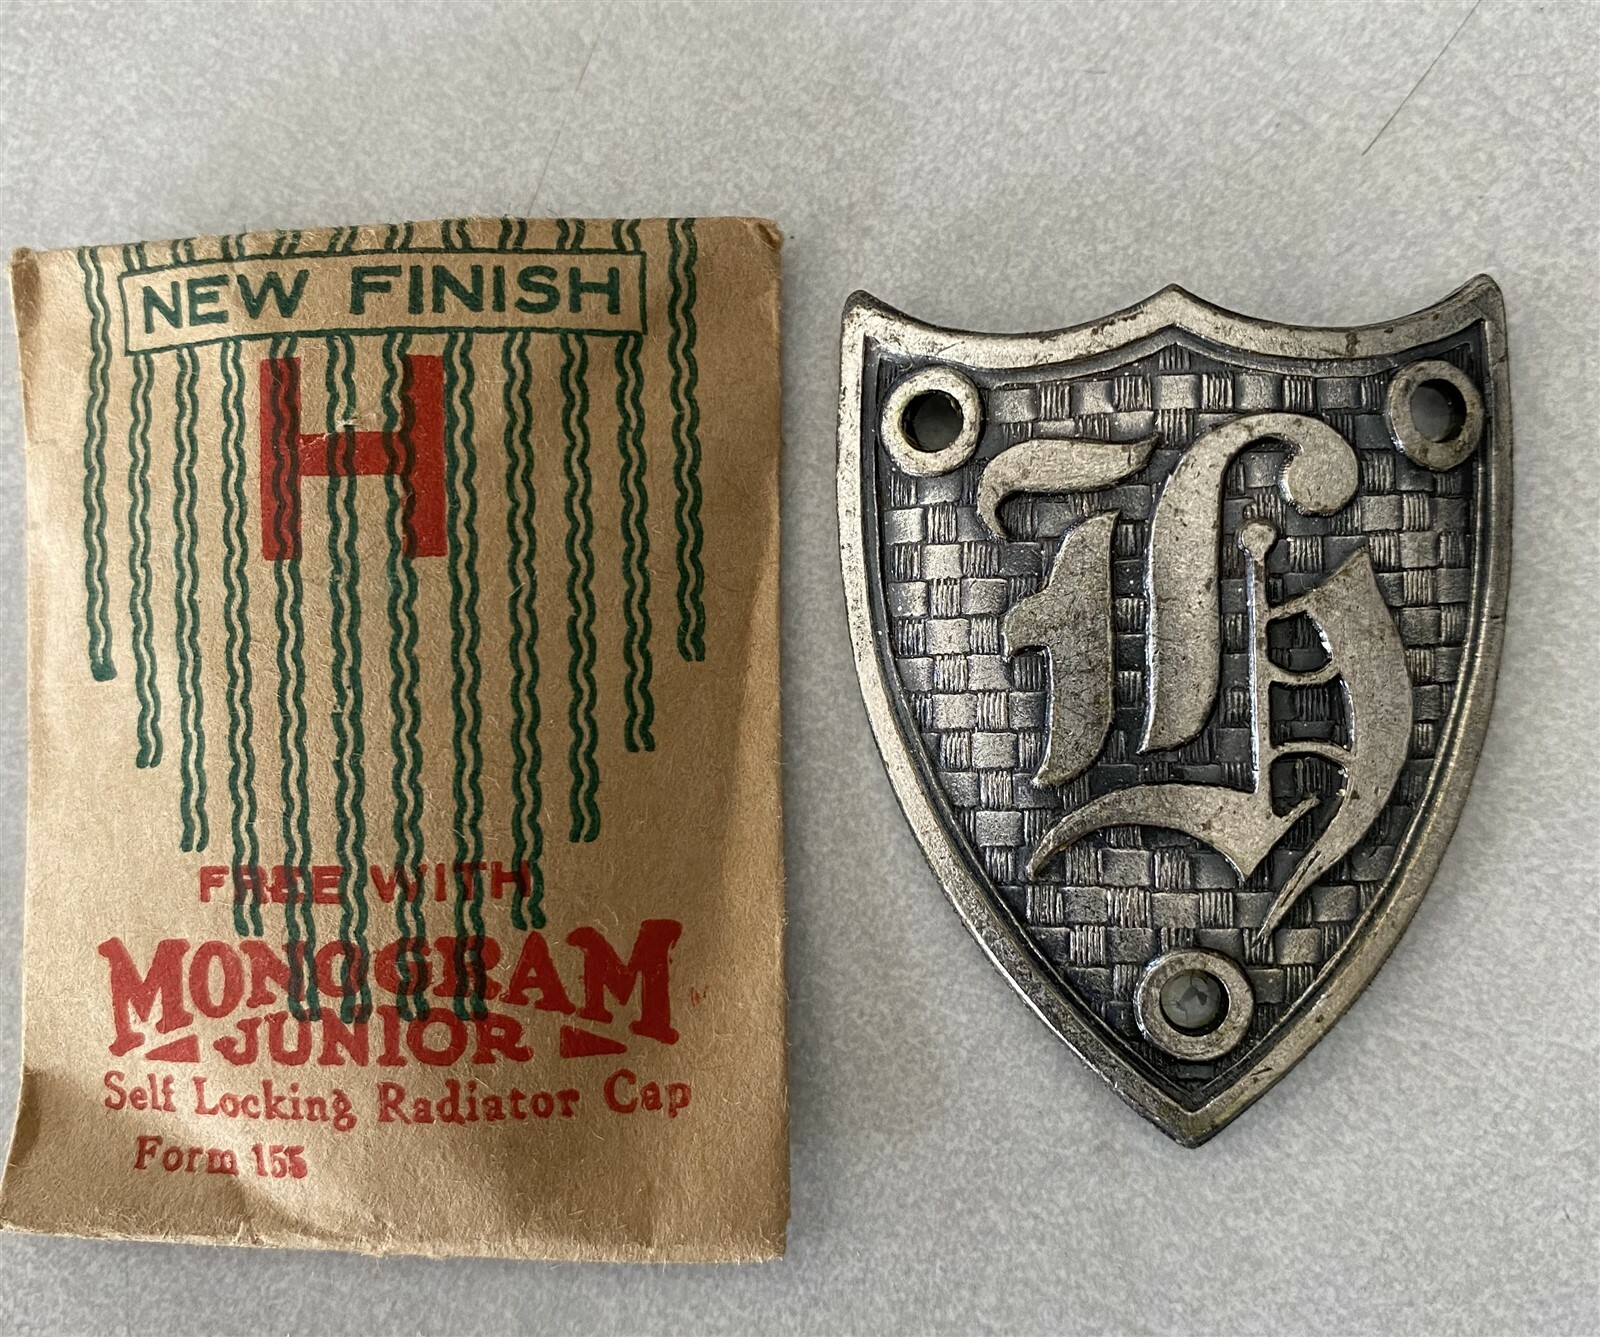 NEW FINISH
H
FREE WITH
MONOGRAM
JUNIOR
Self Locking Radiator Cap
Form 155
H